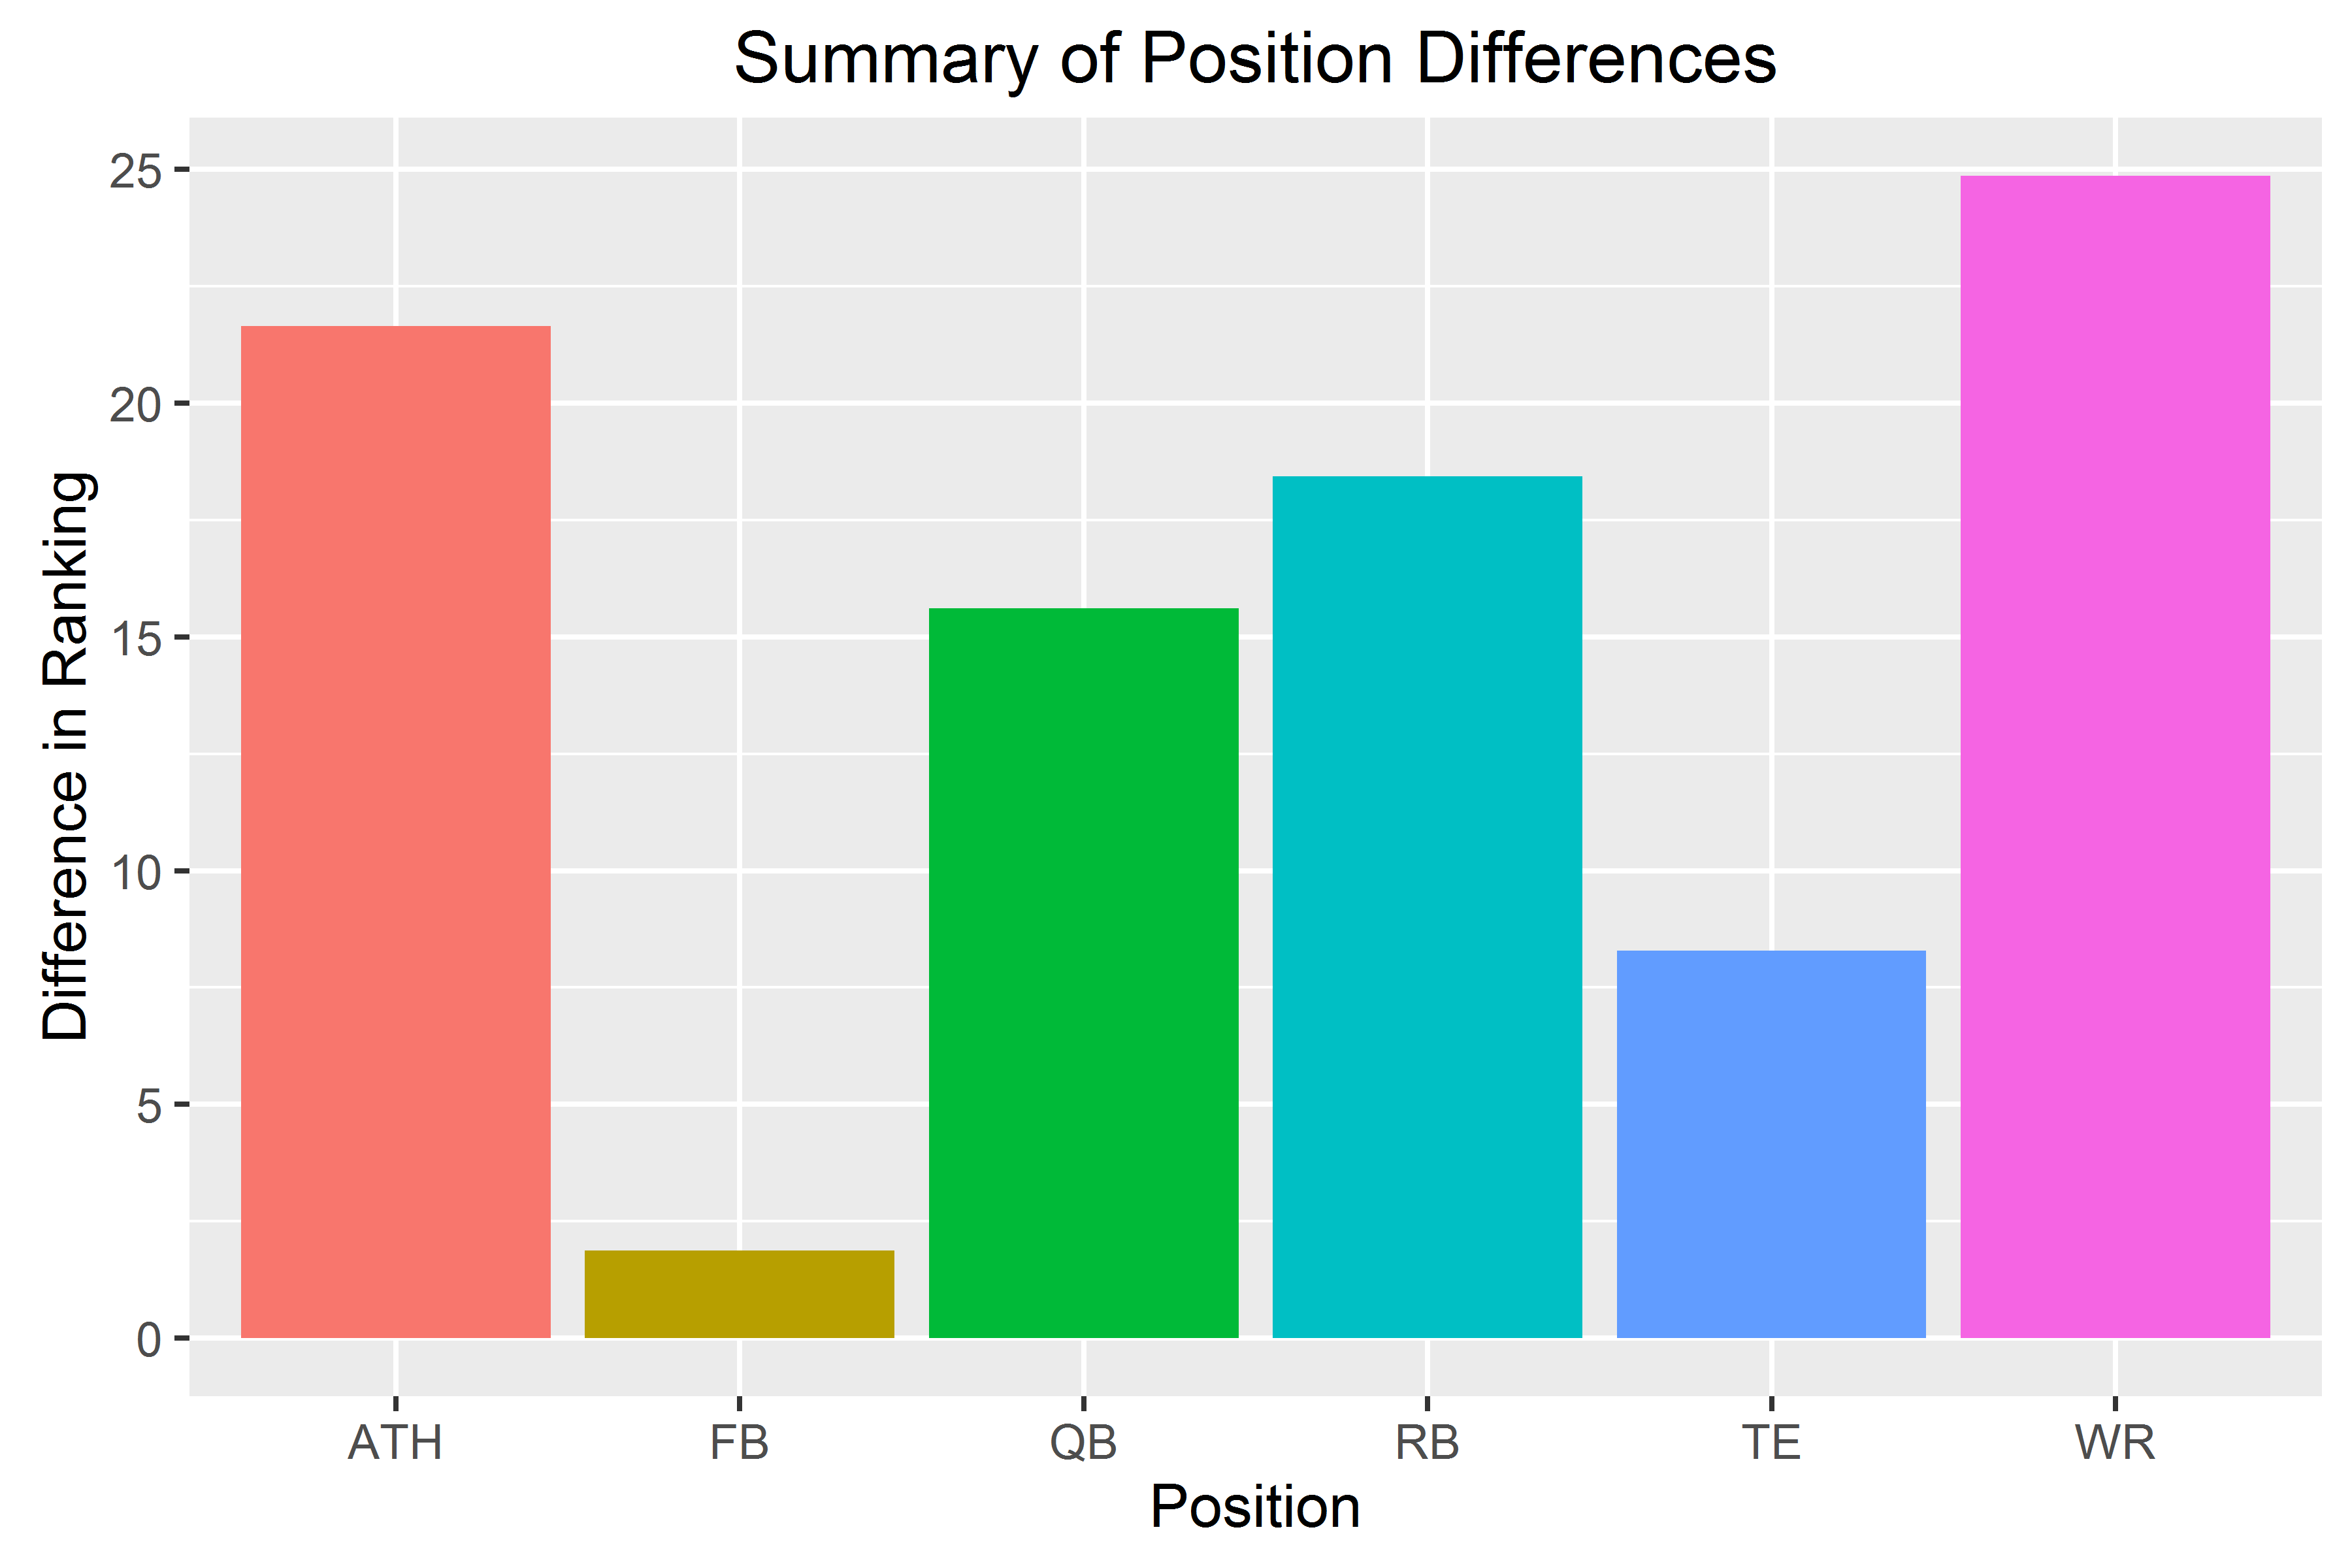 Summary of Position Differences
Difference in Ranking
25
20
15
10
5
0
ATH FB QB RB TE WR
Position